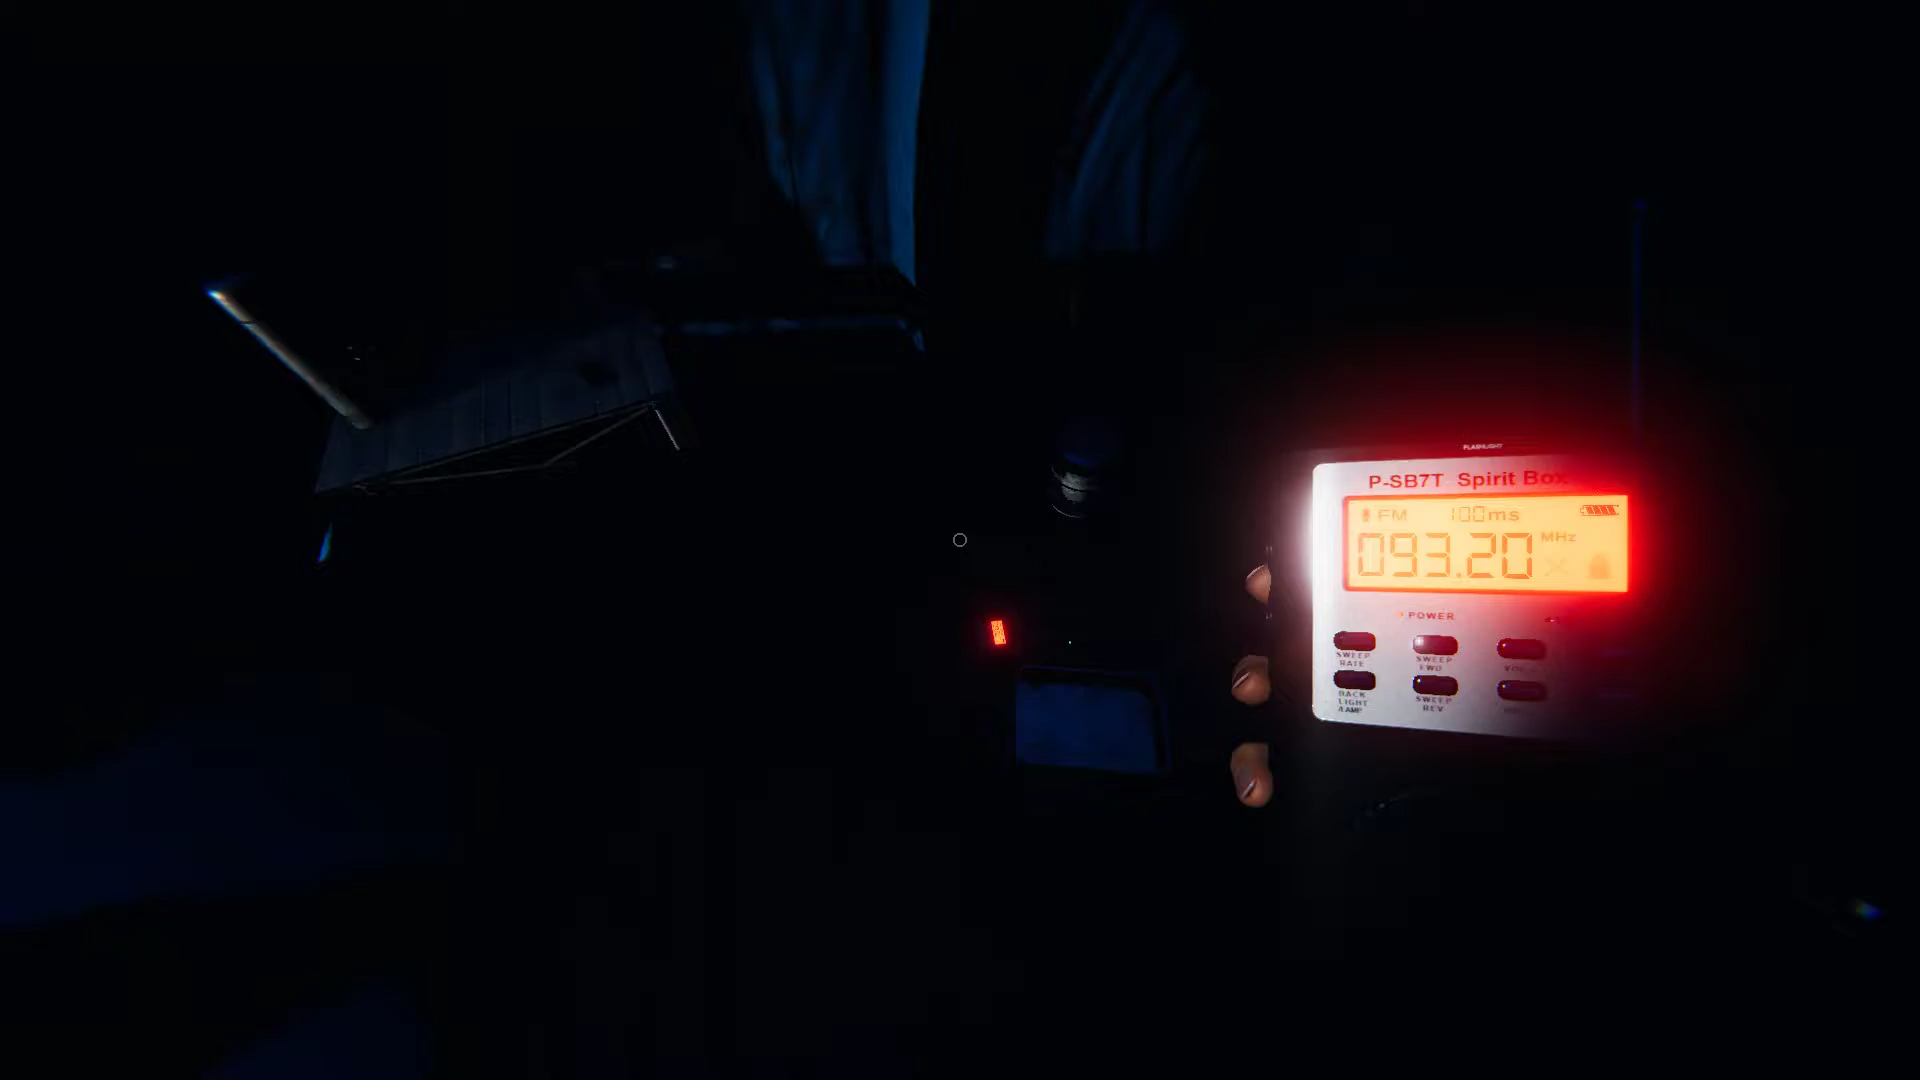 FLASHLIGHT
P-SB7T Spirit Box
FM 100ms
093.20 MHz
POWER
SWEEP RATE
SWEEP FWD
BACK LIGHT /LAMP
SWEEP REV